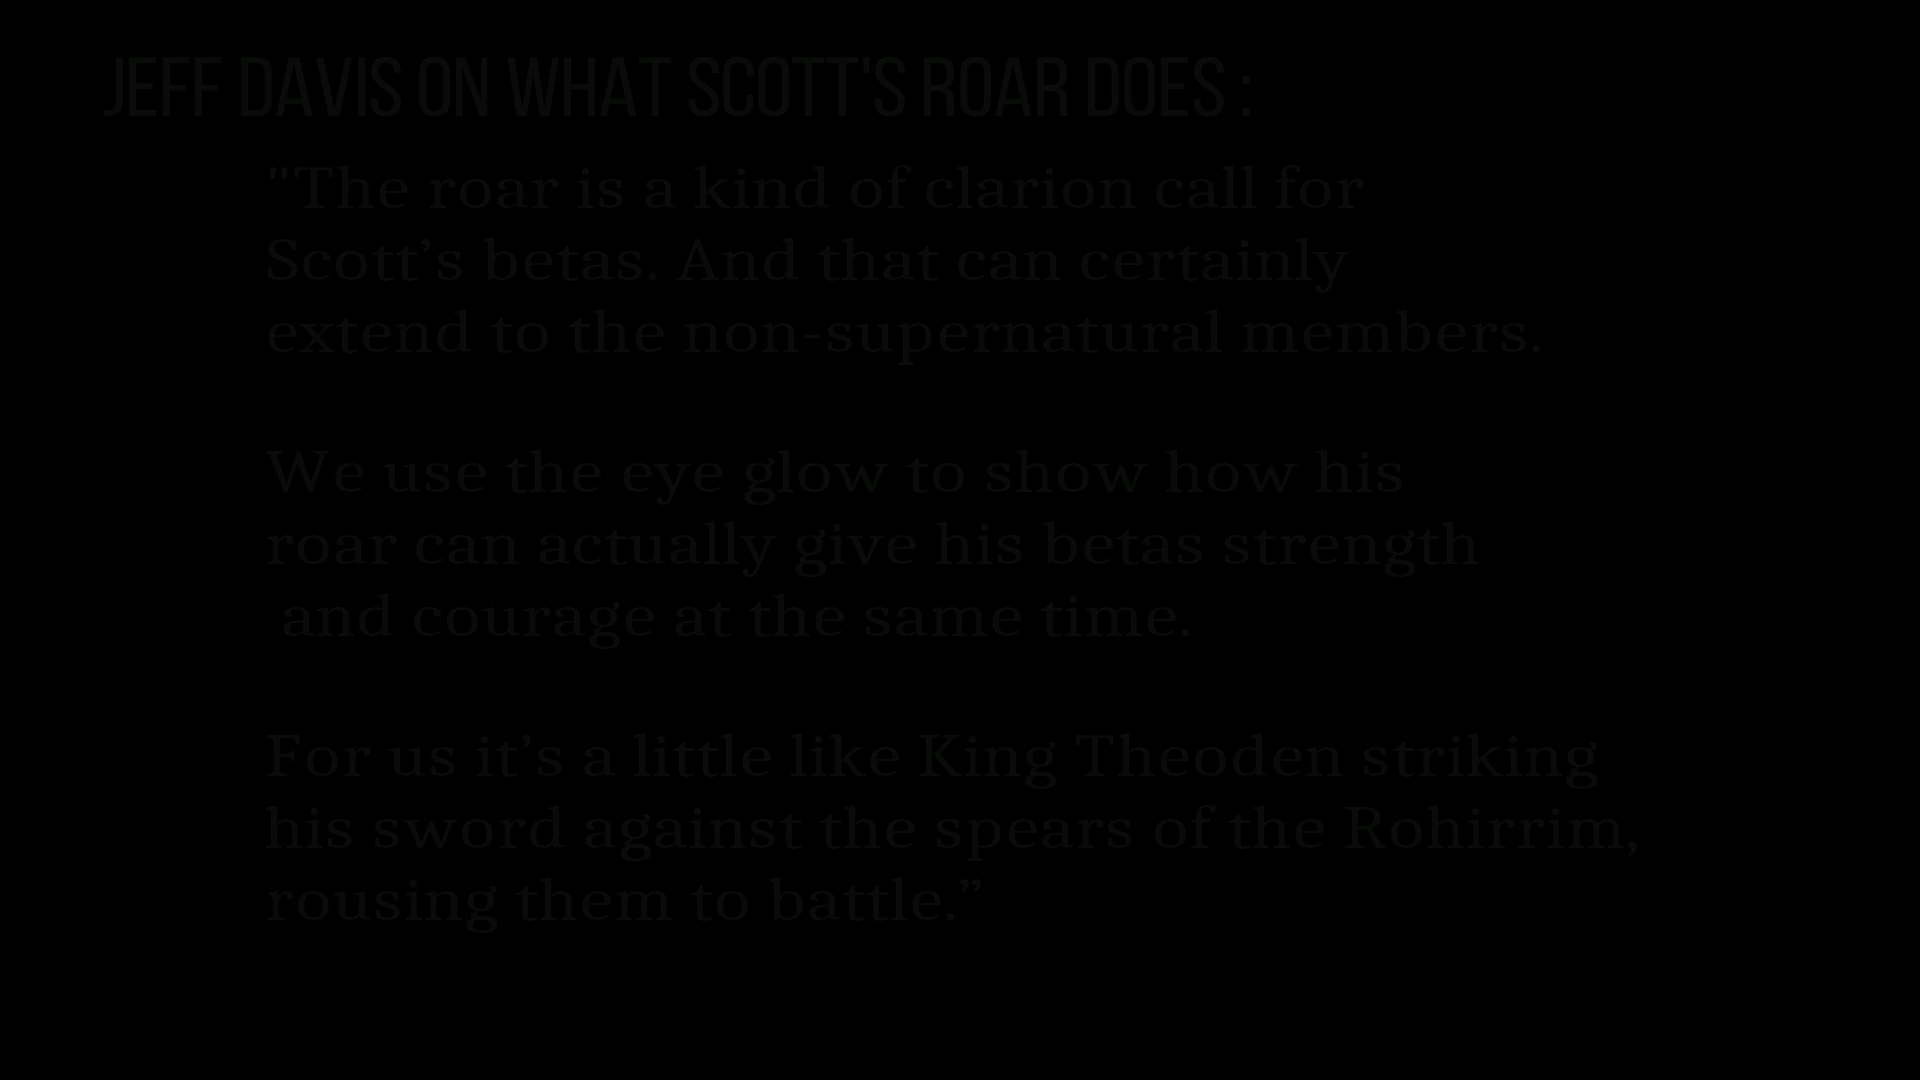 JEFF DAVIS ON WHAT SCOTT'S ROAR DOES :
"The roar is a kind of clarion call for
Scott’s betas. And that can certainly
extend to the non-supernatural members.
We use the eye glow to show how his
roar can actually give his betas strength
and courage at the same time.
For us it’s a little like King Theoden striking
his sword against the spears of the Rohirrim,
rousing them to battle.”